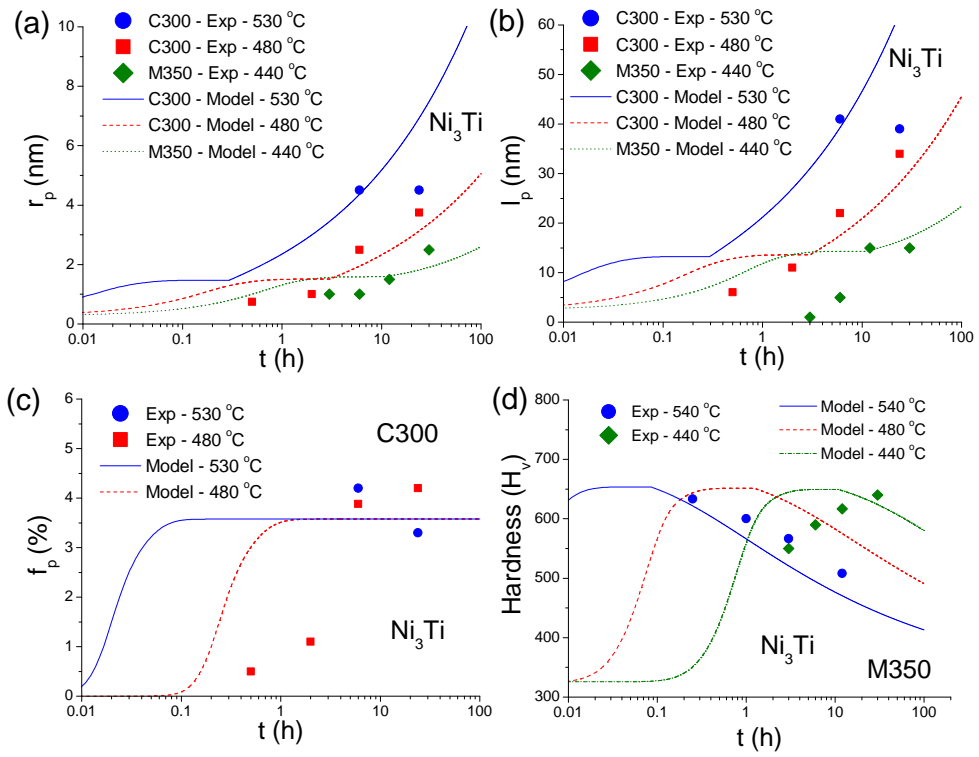 (a)
C300 - Exp - 530 °C
C300 - Exp - 480 °C
M350 - Exp - 440 °C
C300 - Model - 530 °C
C300 - Model - 480 °C
M350 - Model - 440 °C
Ni3Ti
10
8
6
4
2
0
rp (nm)
0.01
0.1
1
10
100
t (h)
(b)
C300 - Exp - 530 °C
C300 - Exp - 480 °C
M350 - Exp - 440 °C
C300 - Model - 530 °C
C300 - Model - 480 °C
M350 - Model - 440 °C
Ni3Ti
60
50
40
30
20
10
0
lp (nm)
0.01
0.1
1
10
100
t (h)
(c)
Exp - 530 °C
Exp - 480 °C
Model - 530 °C
Model - 480 °C
C300
Ni3Ti
6
5
4
3
2
1
0
fp (%)
0.01
0.1
1
10
100
t (h)
(d)
Exp - 540 °C
Exp - 440 °C
Model - 540 °C
Model - 480 °C
Model - 440 °C
Ni3Ti
M350
800
700
650
600
550
500
450
400
350
300
Hardness (Hv)
0.01
0.1
1
10
100
t (h)